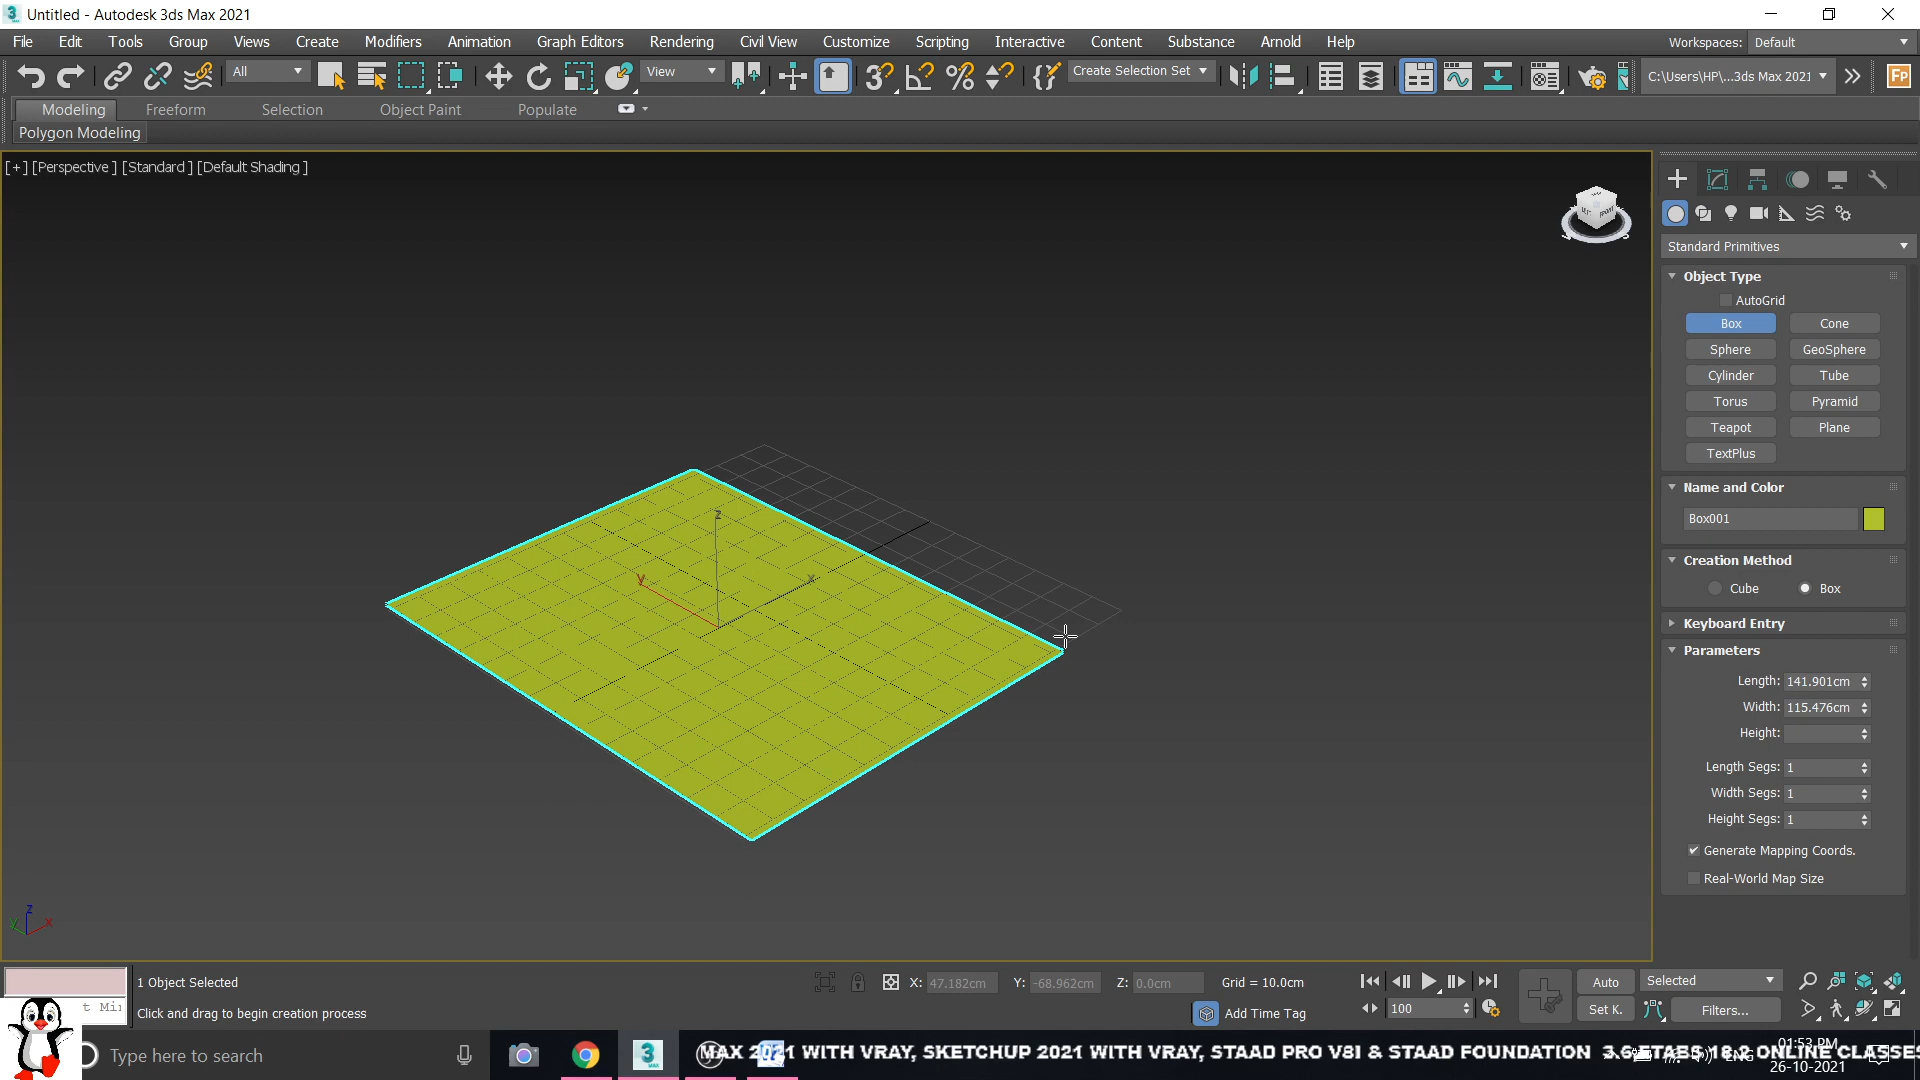 Untitled - Autodesk 3ds Max 2021
File Edit Tools Group Views Create Modifiers Animation Graph Editors Rendering Civil View Customize Scripting Interactive Content Substance Arnold Help
Workspaces: Default
All
View
Create Selection Set
C:\Users\HP\...3ds Max 2021
Modeling Freeform Selection Object Paint Populate
Polygon Modeling
[+] [Perspective ] [Standard ] [Default Shading ]
Standard Primitives
Object Type
AutoGrid
Box Cone
Sphere GeoSphere
Cylinder Tube
Torus Pyramid
Teapot Plane
TextPlus
Name and Color
Box001
Creation Method
Cube Box
Keyboard Entry
Parameters
Length: 141.901cm
Width: 115.476cm
Height:
Length Segs: 1
Width Segs: 1
Height Segs: 1
Generate Mapping Coords.
Real-World Map Size
z
y
x
z
y x
1 Object Selected
Click and drag to begin creation process
X: 47.182cm Y: -68.962cm Z: 0.0cm Grid = 10.0cm
Add Time Tag
100
Auto Selected
Set K. Filters...
Type here to search
MAX 2021 WITH VRAY, SKETCHUP 2021 WITH VRAY, STAAD PRO V8I & STAAD FOUNDATION
ONLINE CLASSES
01:53 PM
26-10-2021